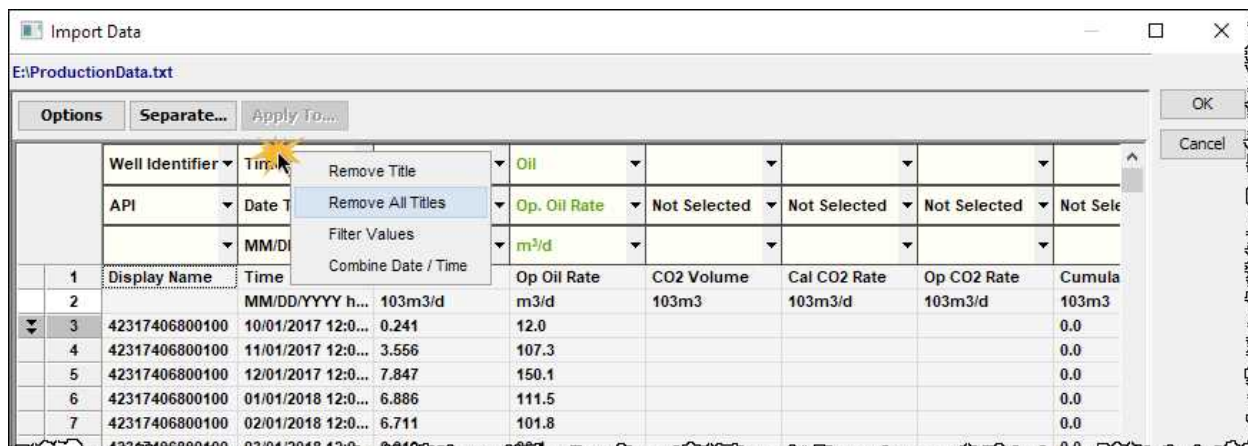 Import Data
E:\ProductionData.txt
Options Separate... Apply To...
OK
Cancel
Well Identifier Oil
Remove Title
API Date T Op. Oil Rate Not Selected Not Selected Not Selected Not Sele
Remove All Titles
MM/D m³/d
Filter Values
Combine Date / Time
1 Display Name Time Op Oil Rate CO2 Volume Cal CO2 Rate Op CO2 Rate Cumula
2 MM/DD/YYYY h... 103m3/d m3/d 103m3 103m3/d 103m3/d 103m3
3 42317406800100 10/01/2017 12:0... 0.241 12.0 0.0
4 42317406800100 11/01/2017 12:0... 3.556 107.3 0.0
5 42317406800100 12/01/2017 12:0... 7.847 150.1 0.0
6 42317406800100 01/01/2018 12:0... 6.886 111.5 0.0
7 42317406800100 02/01/2018 12:0... 6.711 101.8 0.0